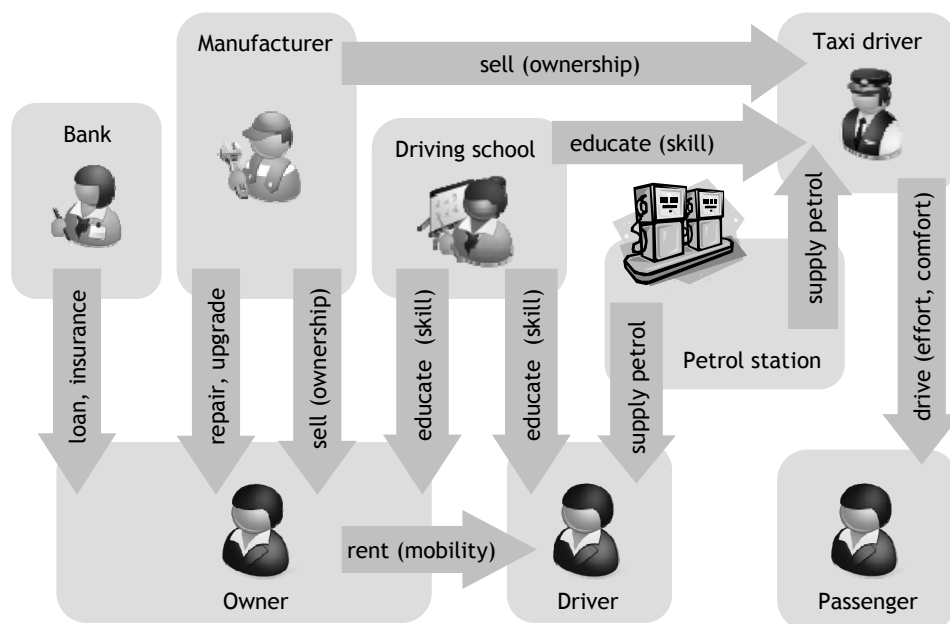 Manufacturer
Taxi driver
sell (ownership)
Bank
Driving school
educate (skill)
supply petrol
drive (effort, comfort)
loan, insurance
repair, upgrade
sell (ownership)
educate (skill)
educate (skill)
supply petrol
Petrol station
rent (mobility)
Owner
Driver
Passenger